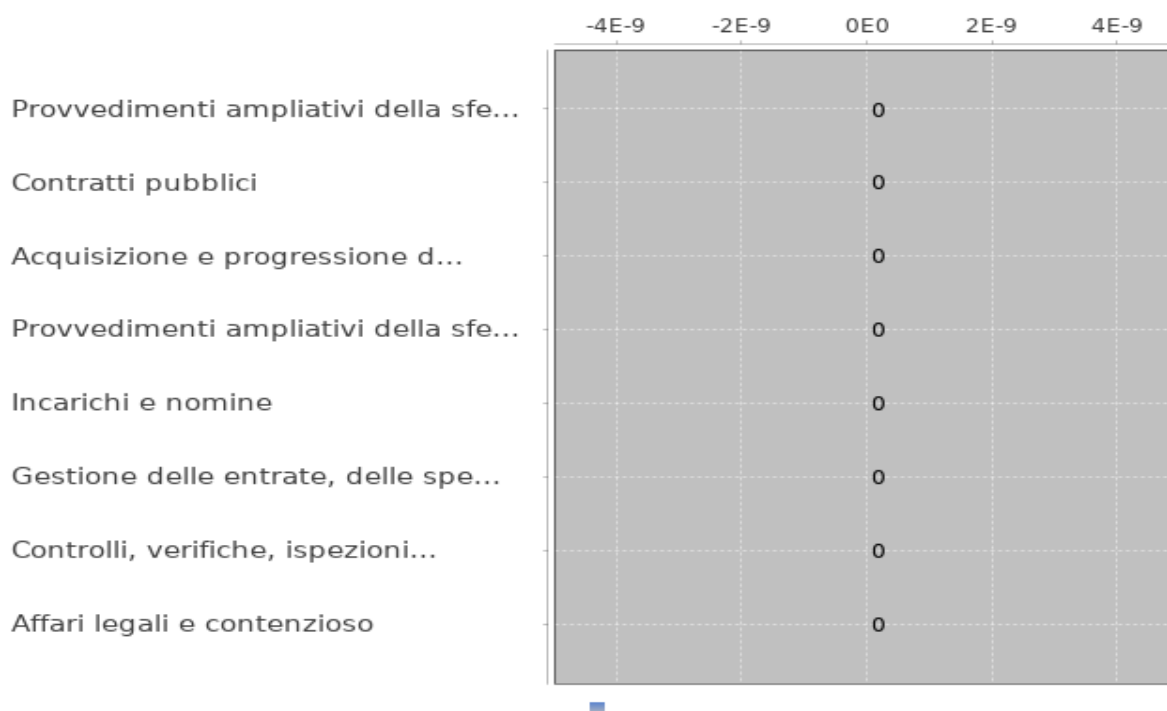 -4E-9 -2E-9 0E0 2E-9 4E-9
Provvedimenti ampliativi della sfe... 0
Contratti pubblici 0
Acquisizione e progressione d... 0
Provvedimenti ampliativi della sfe... 0
Incarichi e nomine 0
Gestione delle entrate, delle spe... 0
Controlli, verifiche, ispezioni... 0
Affari legali e contenzioso 0